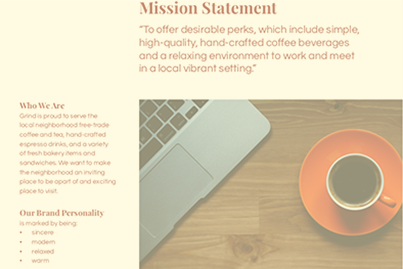 Mission Statement
“To offer desirable perks, which include simple,
high-quality, hand-crafted coffee beverages
and a relaxing environment to work and meet
in a local vibrant setting.”
Who We Are
Grind is proud to serve the
local neighborhood free-trade
coffee and tea, hand crafted
espresso drinks, and a variety
of fresh bakery items and
sandwiches. We want to make
the neighborhood an inviting
place to be apart of and exciting
place to visit.
Our Brand Personality
is marked by being:
• sincere
• modern
• relaxed
• warm